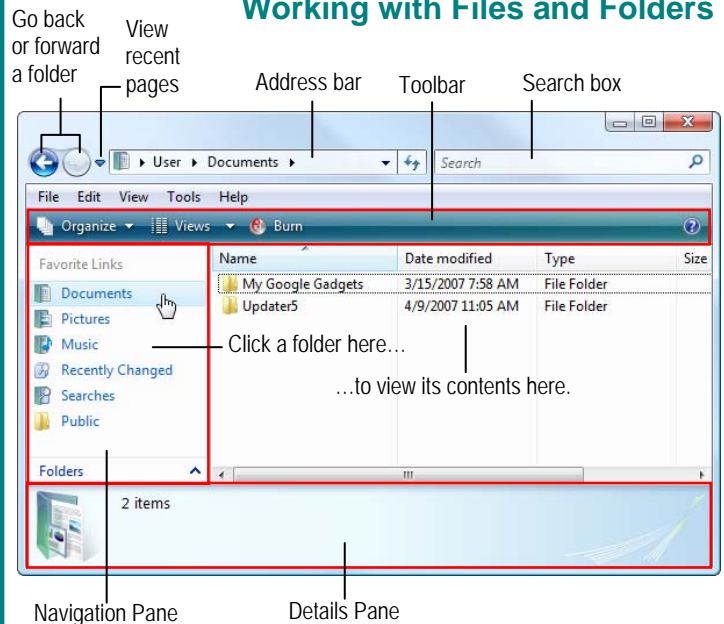 Working with Files and Folders
Go back
or forward
a folder
View
recent
pages
Address bar
Toolbar
Search box
User Documents
Search
File Edit View Tools Help
Organize Views Burn
Favorite Links
Documents
Pictures
Music
Recently Changed
Searches
Public
Folders
Name Date modified Type Size
My Google Gadgets 3/15/2007 7:58 AM File Folder
Updater5 4/9/2007 11:05 AM File Folder
Click a folder here…
…to view its contents here.
2 items
Navigation Pane
Details Pane